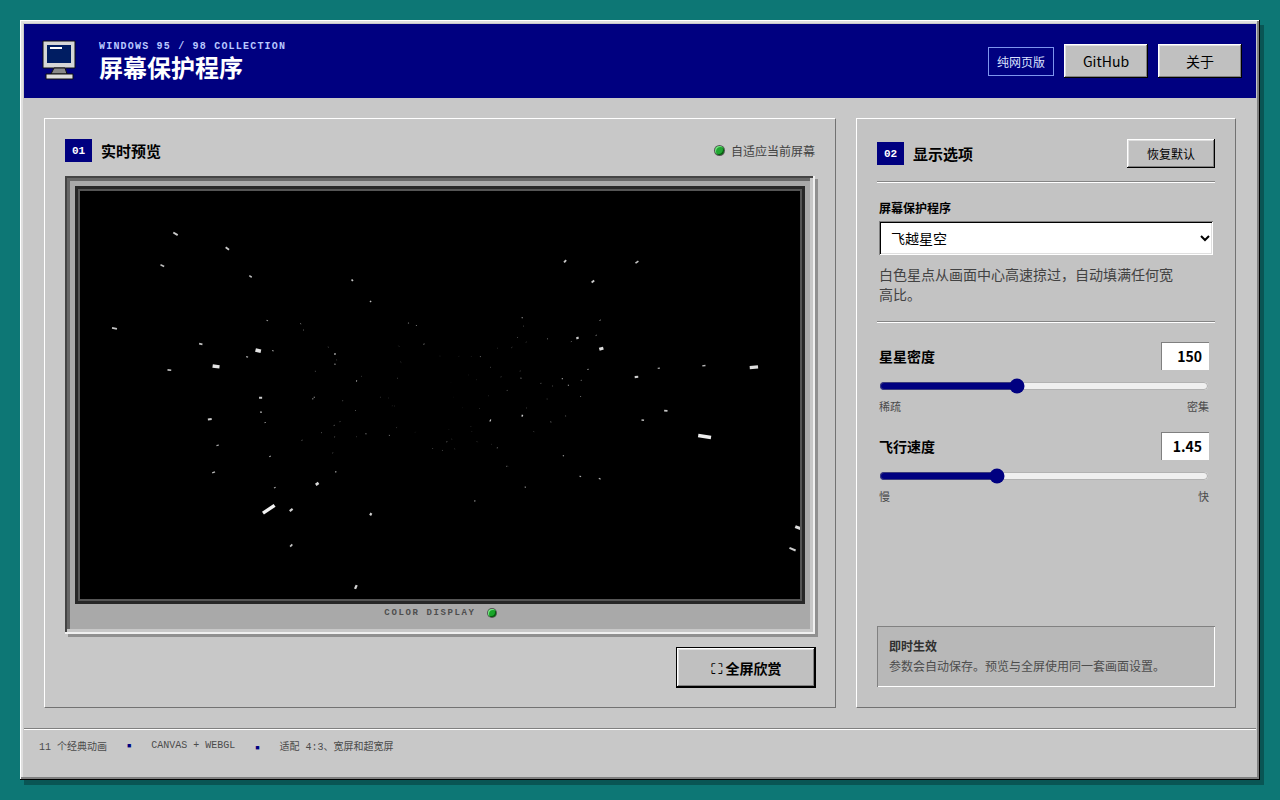 WINDOWS 95 / 98 COLLECTION
屏幕保护程序
纯网页版
GitHub
关于
01 实时预览
自适应当前屏幕
COLOR DISPLAY
全屏欣赏
02 显示选项
恢复默认
屏幕保护程序
飞越星空
白色星点从画面中心高速掠过，自动填满任何宽
高比。
星星密度 150
稀疏 密集
飞行速度 1.45
慢 快
即时生效
参数会自动保存。预览与全屏使用同一套画面设置。
11 个经典动画 ▪ CANVAS + WEBGL ▪ 适配 4:3、宽屏和超宽屏